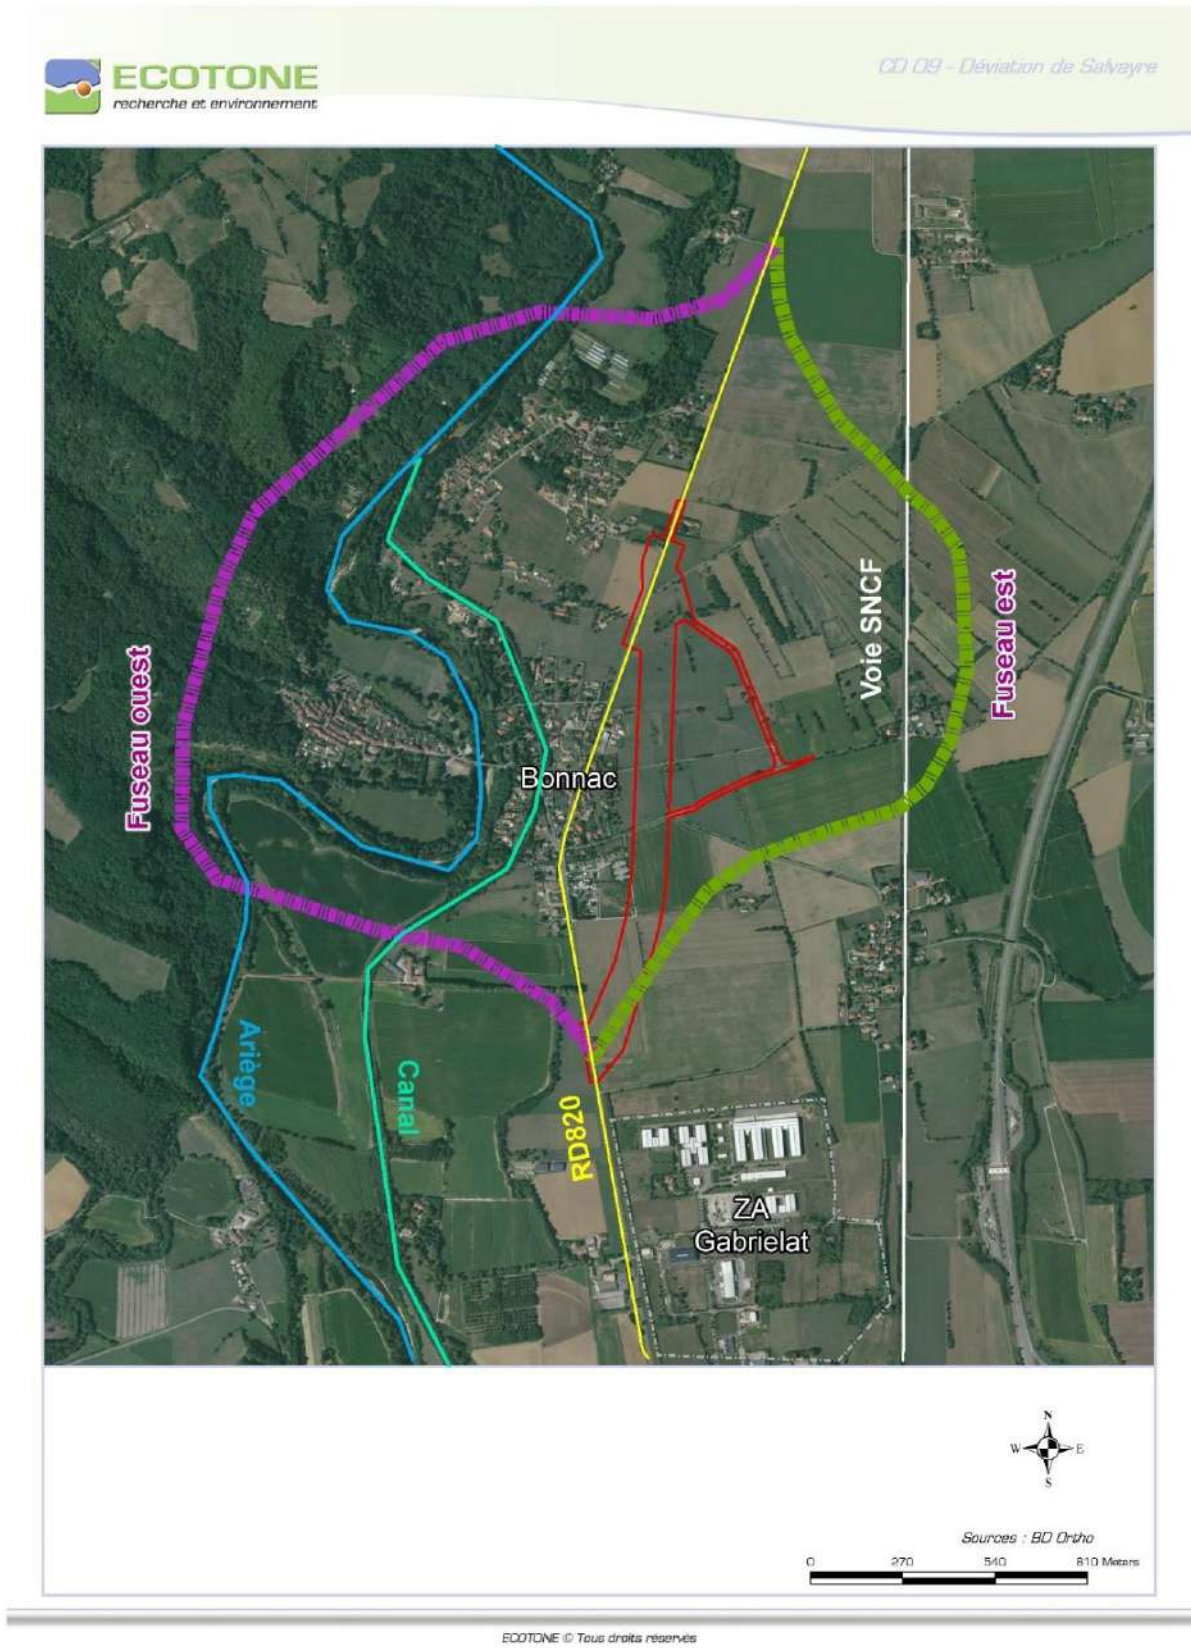 ECOTONE
recherche et environnement
CD 09 - Déviation de Salvayre
Voie SNCF
Fuseau est
Fuseau ouest
Bonnac
Ariège
Canal
RD820
ZA
Gabrielat
N
W E
S
Sources : BD Ortho
0 270 540 810 Meters
ECOTONE © Tous droits réservés